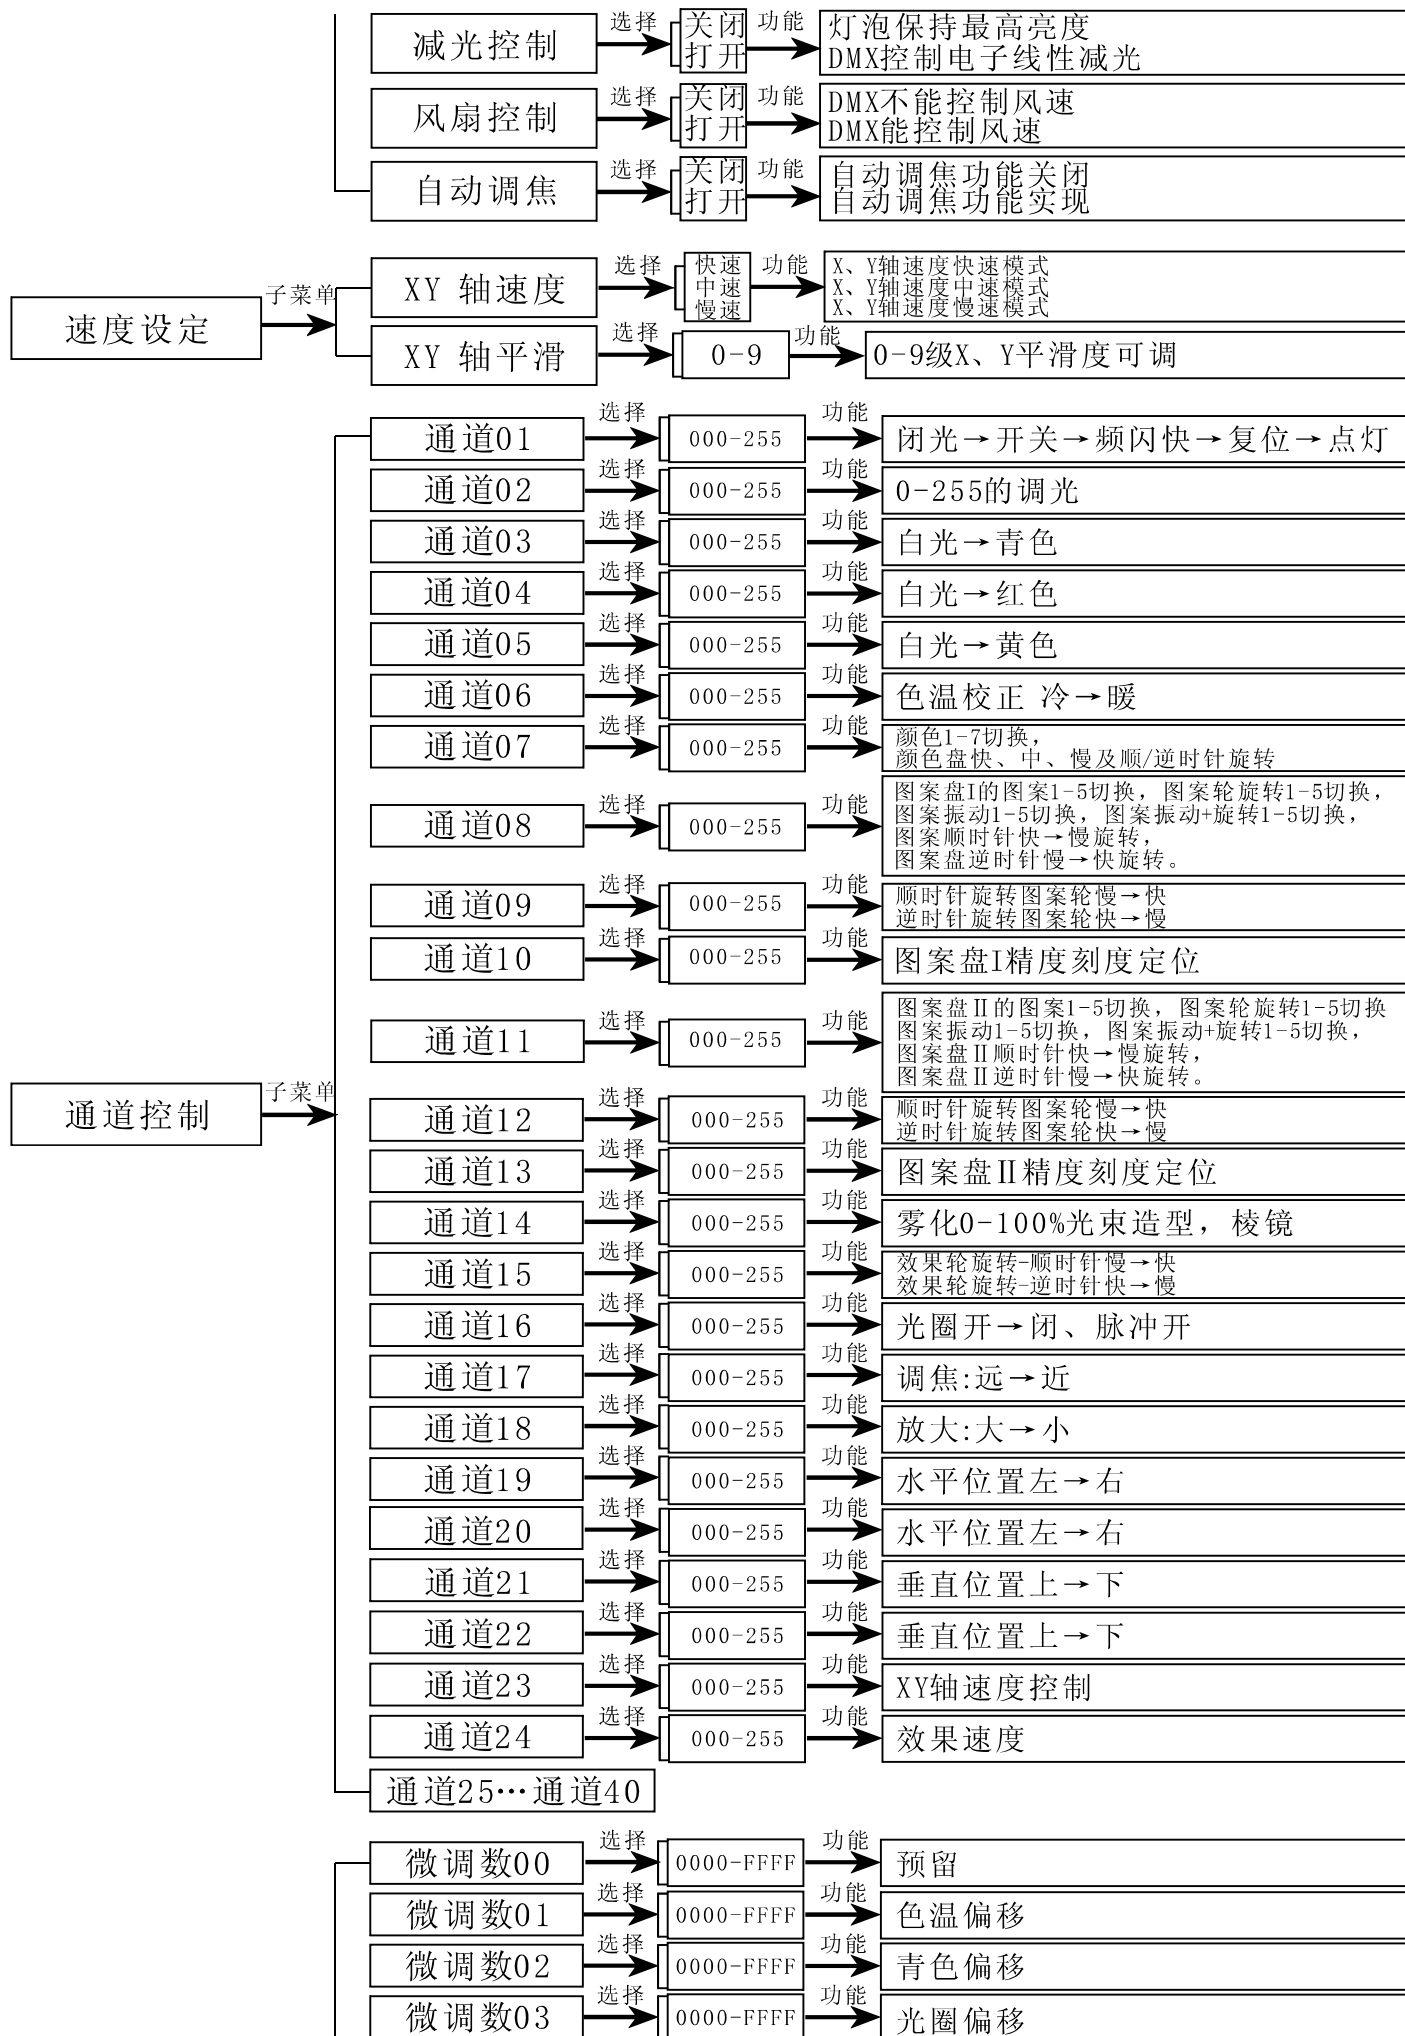 减光控制 选择 关闭 功能 灯泡保持最高亮度
打开 DMX控制电子线性减光
风扇控制 选择 关闭 功能 DMX不能控制风速
打开 DMX能控制风速
自动调焦 选择 关闭 功能 自动调焦功能关闭
打开 自动调焦功能实现
速度设定 子菜单
XY 轴速度 选择 快速 功能 X、Y轴速度快速模式
中速 X、Y轴速度中速模式
慢速 X、Y轴速度慢速模式
XY 轴平滑 选择 0-9 功能 0-9级X、Y平滑度可调
通道控制 子菜单
通道01 选择 000-255 功能 闭光→开关→频闪快→复位→点灯
通道02 选择 000-255 功能 0-255的调光
通道03 选择 000-255 功能 白光→青色
通道04 选择 000-255 功能 白光→红色
通道05 选择 000-255 功能 白光→黄色
通道06 选择 000-255 功能 色温校正 冷→暖
通道07 选择 000-255 功能 颜色1-7切换，
颜色盘快、中、慢及顺/逆时针旋转
通道08 选择 000-255 功能 图案盘I的图案1-5切换，图案轮旋转1-5切换，
图案振动1-5切换，图案振动+旋转1-5切换，
图案顺时针快→慢旋转，
图案盘逆时针慢→快旋转。
通道09 选择 000-255 功能 顺时针旋转图案轮慢→快
逆时针旋转图案轮快→慢
通道10 选择 000-255 功能 图案盘I精度刻度定位
通道11 选择 000-255 功能 图案盘Ⅱ的图案1-5切换，图案轮旋转1-5切换
图案振动1-5切换，图案振动+旋转1-5切换，
图案盘Ⅱ顺时针快→慢旋转，
图案盘Ⅱ逆时针慢→快旋转。
通道12 选择 000-255 功能 顺时针旋转图案轮慢→快
逆时针旋转图案轮快→慢
通道13 选择 000-255 功能 图案盘Ⅱ精度刻度定位
通道14 选择 000-255 功能 雾化0-100%光束造型，棱镜
通道15 选择 000-255 功能 效果轮旋转-顺时针慢→快
效果轮旋转-逆时针快→慢
通道16 选择 000-255 功能 光圈开→闭、脉冲开
通道17 选择 000-255 功能 调焦:远→近
通道18 选择 000-255 功能 放大:大→小
通道19 选择 000-255 功能 水平位置左→右
通道20 选择 000-255 功能 水平位置左→右
通道21 选择 000-255 功能 垂直位置上→下
通道22 选择 000-255 功能 垂直位置上→下
通道23 选择 000-255 功能 XY轴速度控制
通道24 选择 000-255 功能 效果速度
通道25…通道40
微调数00 选择 0000-FFFF 功能 预留
微调数01 选择 0000-FFFF 功能 色温偏移
微调数02 选择 0000-FFFF 功能 青色偏移
微调数03 选择 0000-FFFF 功能 光圈偏移